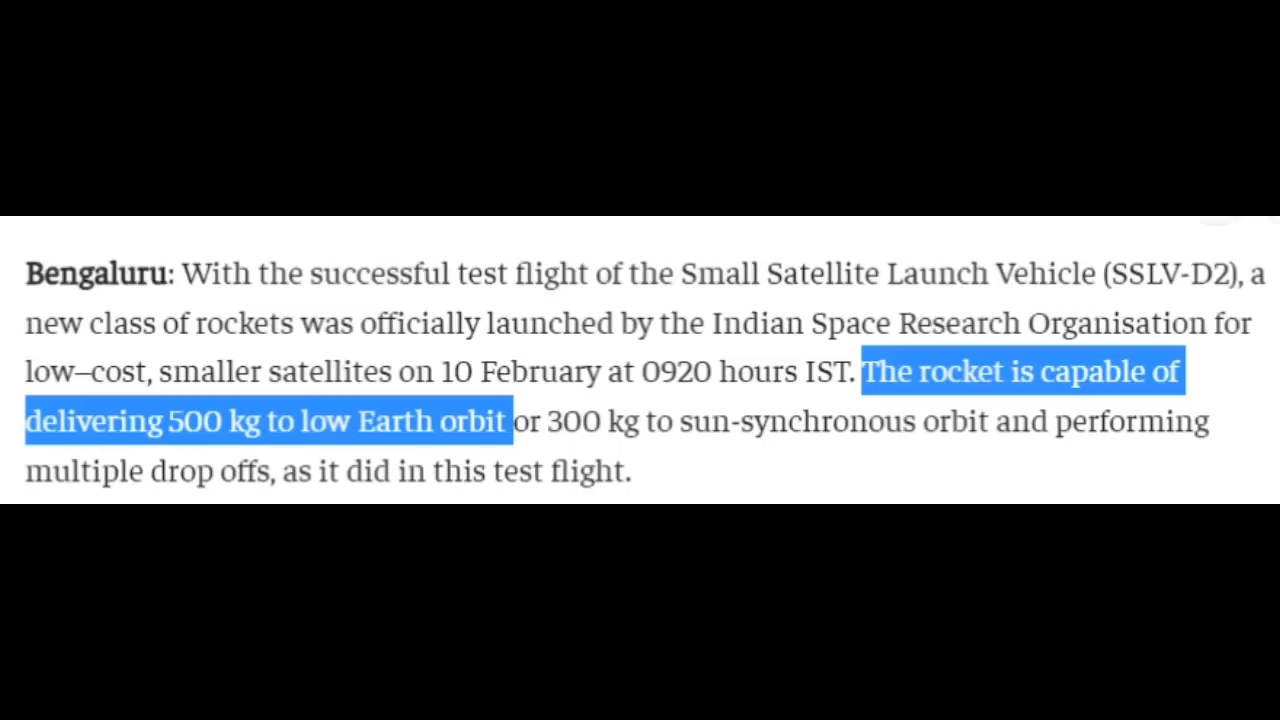 Bengaluru: With the successful test flight of the Small Satellite Launch Vehicle (SSLV-D2), a
new class of rockets was officially launched by the Indian Space Research Organisation for
low–cost, smaller satellites on 10 February at 0920 hours IST. The rocket is capable of
delivering 500 kg to low Earth orbit or 300 kg to sun-synchronous orbit and performing
multiple drop offs, as it did in this test flight.